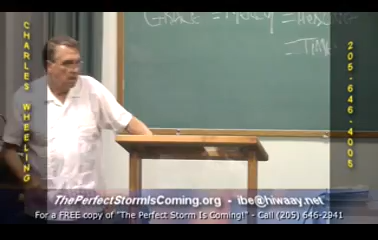 = TIME
CHARLES WHEELING
205-646-4005
ThePerfectStormIsComing.org - ibe@hiwaay.net
For a FREE copy of "The Perfect Storm Is Coming!" - Call (205) 646-2941